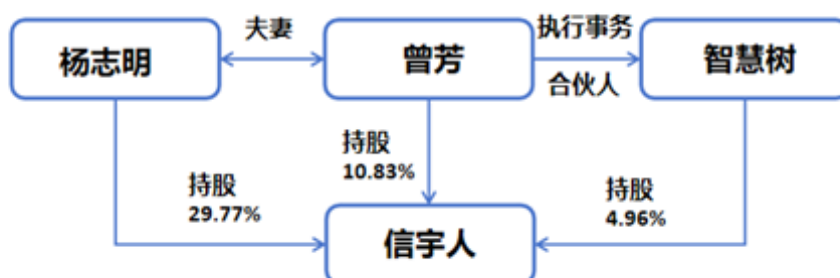 夫妻
执行事务
杨志明
曾芳
智慧树
合伙人
持股
10.83%
持股
29.77%
持股
4.96%
信宇人